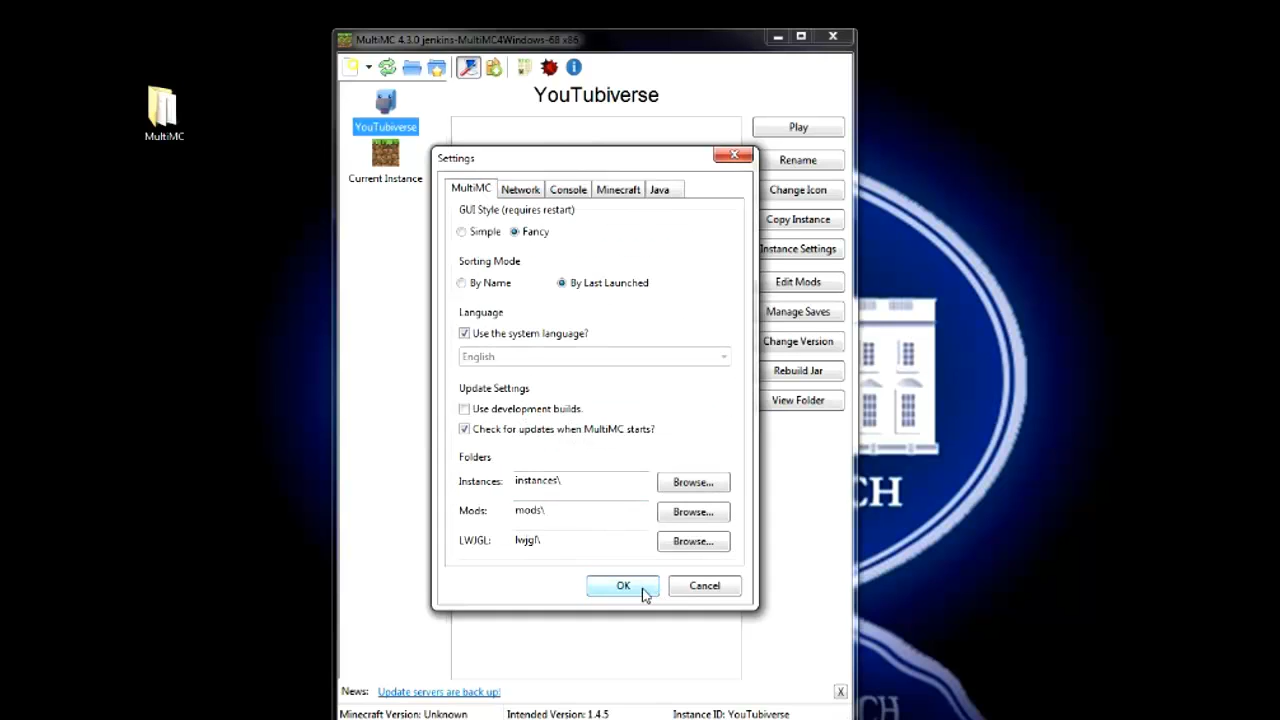 MultiMC 4.3.0 jenkins-MultiMC4Windows-68 x86
YouTubiverse
MultiMC
YouTubiverse
Current Instance
Play
Rename
Change Icon
Copy Instance
Instance Settings
Edit Mods
Manage Saves
Change Version
Rebuild Jar
View Folder
Settings
MultiMC Network Console Minecraft Java
GUI Style (requires restart)
Simple Fancy
Sorting Mode
By Name By Last Launched
Language
Use the system language?
English
Update Settings
Use development builds.
Check for updates when MultiMC starts?
Folders
Instances: instances\ Browse...
Mods: mods\ Browse...
LWJGL: lwjgl\ Browse...
OK Cancel
CH
News: Update servers are back up! X
Minecraft Version: Unknown Intended Version: 1.4.5 Instance ID: YouTubiverse